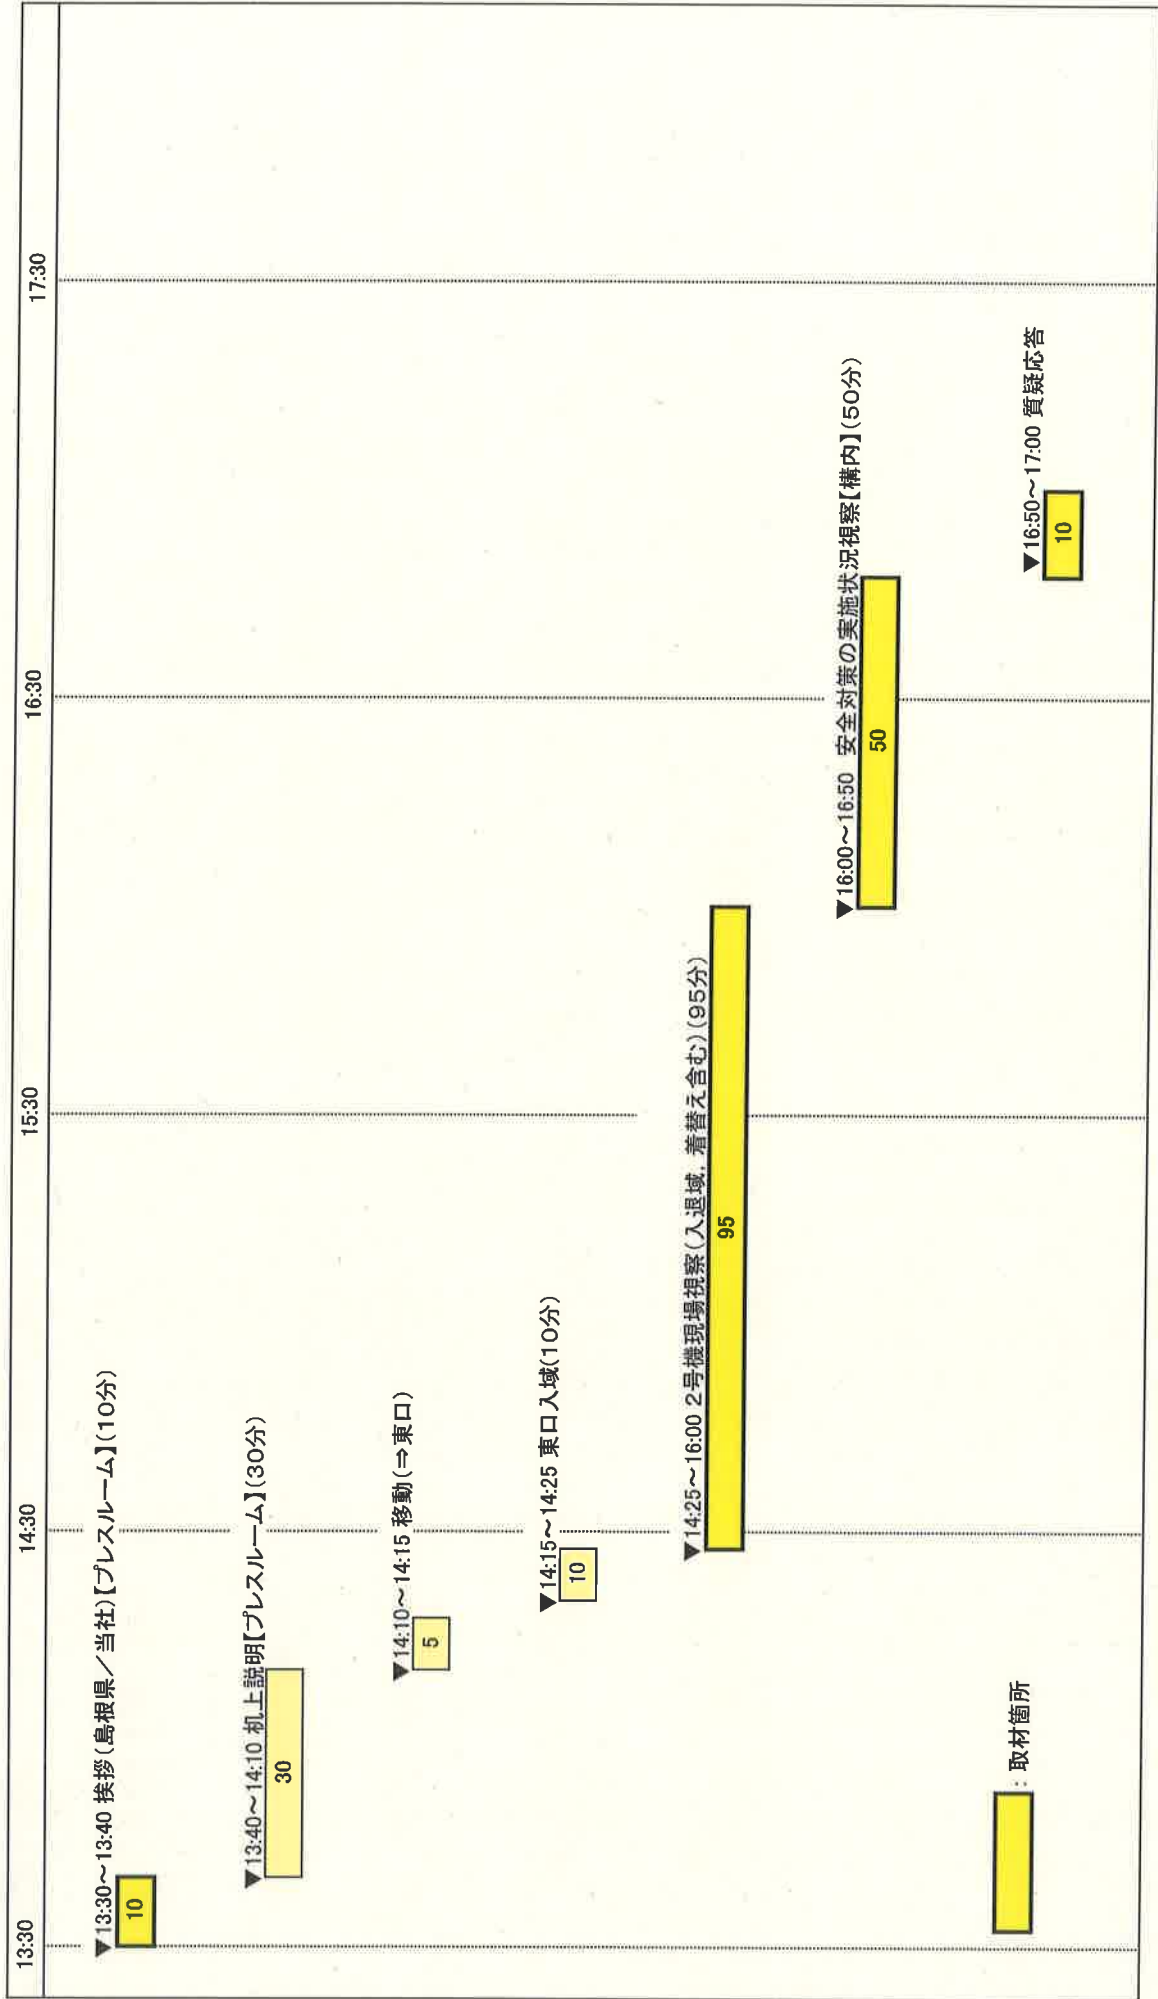 13:30
14:30
15:30
16:30
17:30
▼13:30～13:40 挨拶(島根県／当社)【プレスルーム】(10分)
10
▼13:40～14:10 机上説明【プレスルーム】(30分)
30
▼14:10～14:15 移動(⇒東口)
5
▼14:15～14:25 東口入域(10分)
10
▼14:25～16:00 2号機現場視察(入退域，着替え含む)(95分)
95
▼16:00～16:50 安全対策の実施状況視察【構内】(50分)
50
▼16:50～17:00 質疑応答
10
：取材箇所